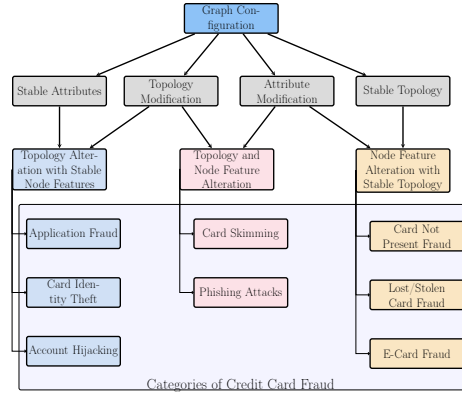 Graph Con-
figuration
Stable Attributes
Topology
Modification
Attribute
Modification
Stable Topology
Topology Alter-
ation with Stable
Node Features
Topology and
Node Feature
Alteration
Node Feature
Alteration with
Stable Topology
Application Fraud
Card Skimming
Card Not
Present Fraud
Card Iden-
tity Theft
Phishing Attacks
Lost/Stolen
Card Fraud
Account Hijacking
E-Card Fraud
Categories of Credit Card Fraud